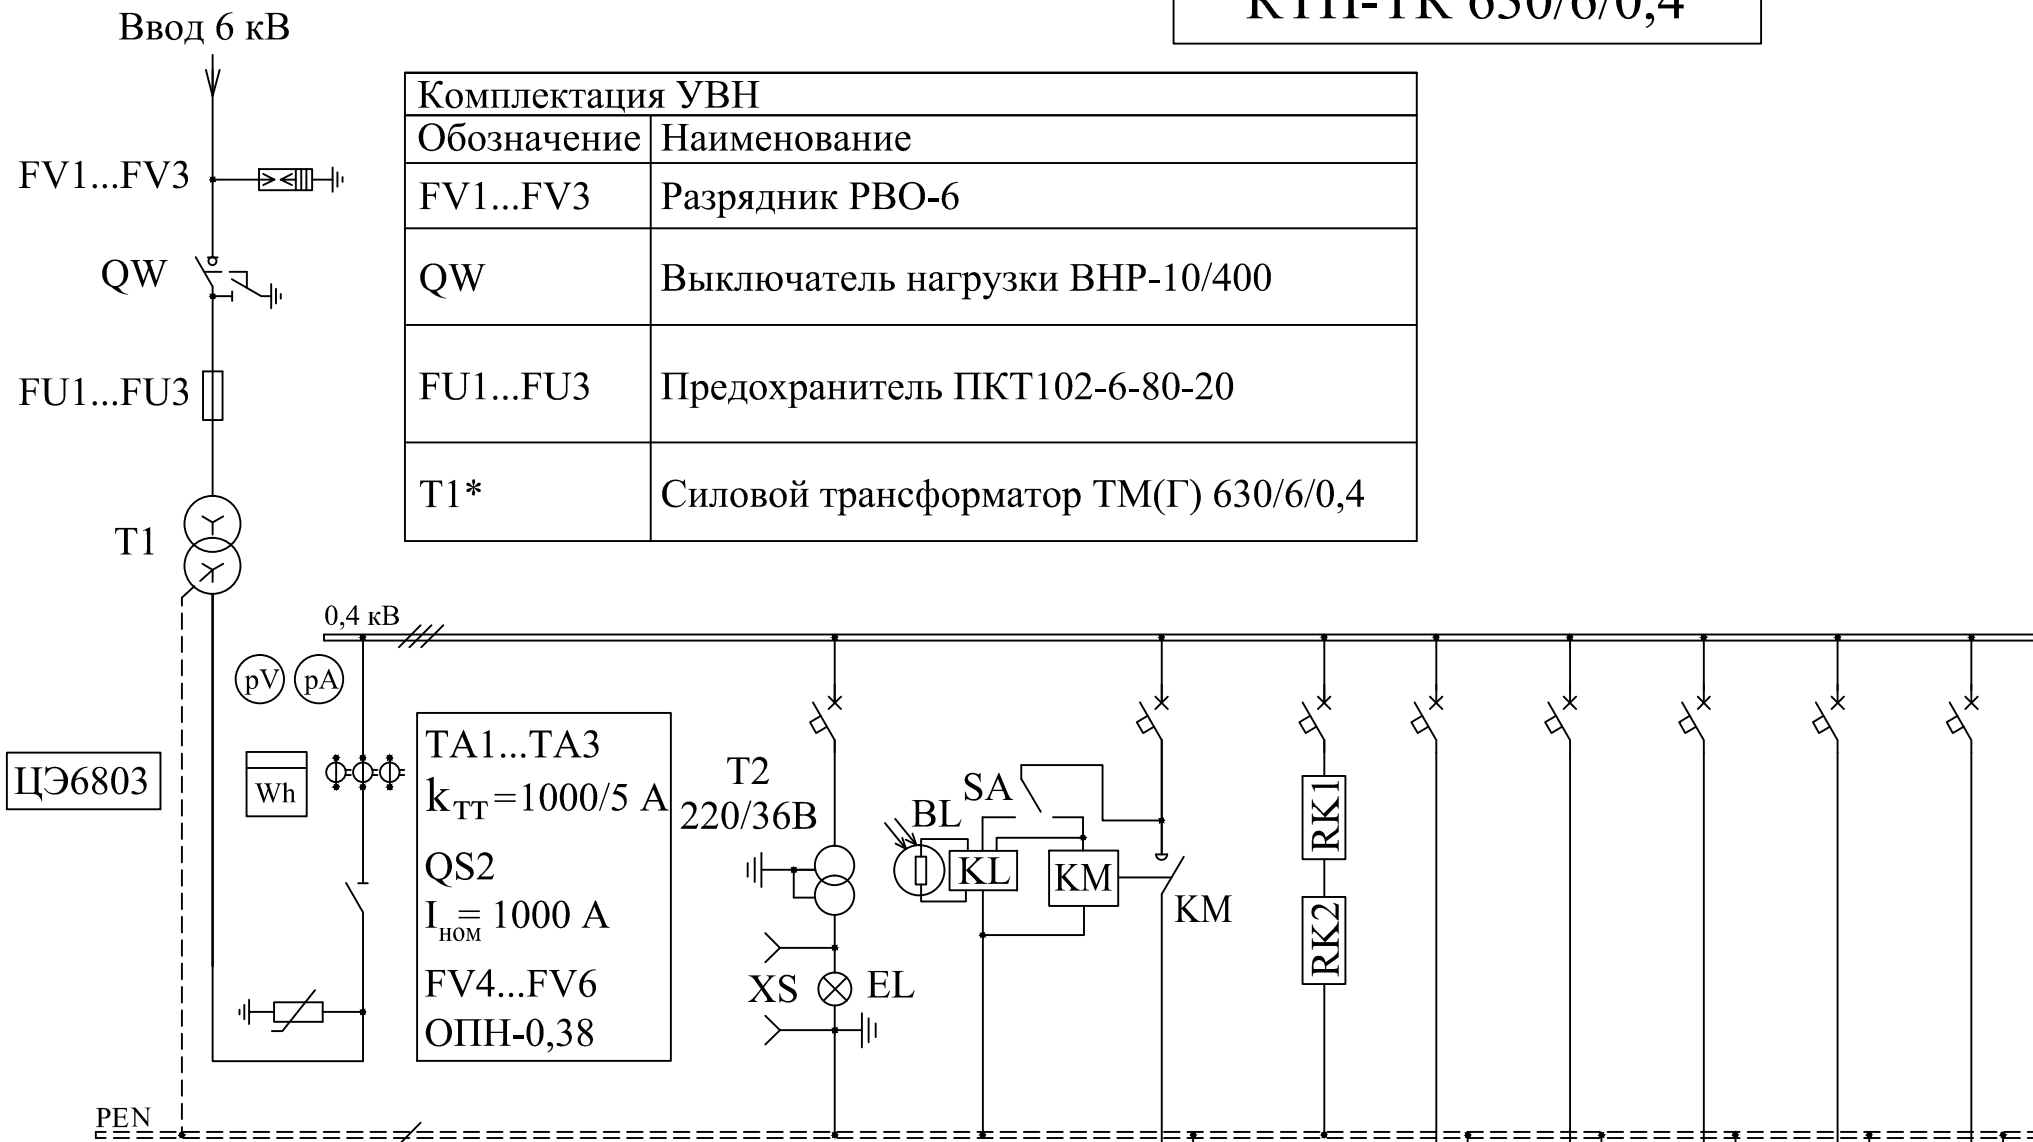 КТП-ТК 630/6/0,4
Ввод 6 кВ
Комплектация УВН
Обозначение Наименование
FV1...FV3 Разрядник РВО-6
QW Выключатель нагрузки ВНР-10/400
FU1...FU3 Предохранитель ПКТ102-6-80-20
T1* Силовой трансформатор ТМ(Г) 630/6/0,4
FV1...FV3
QW
FU1...FU3
T1
0,4 кВ
pV pA
ЦЭ6803
Wh
TA1...TA3
kТТ=1000/5 А
QS2
Iном= 1000 А
FV4...FV6
ОПН-0,38
T2
220/36В
XS EL
BL
SA
KL
KM
KM
RK1
RK2
PEN